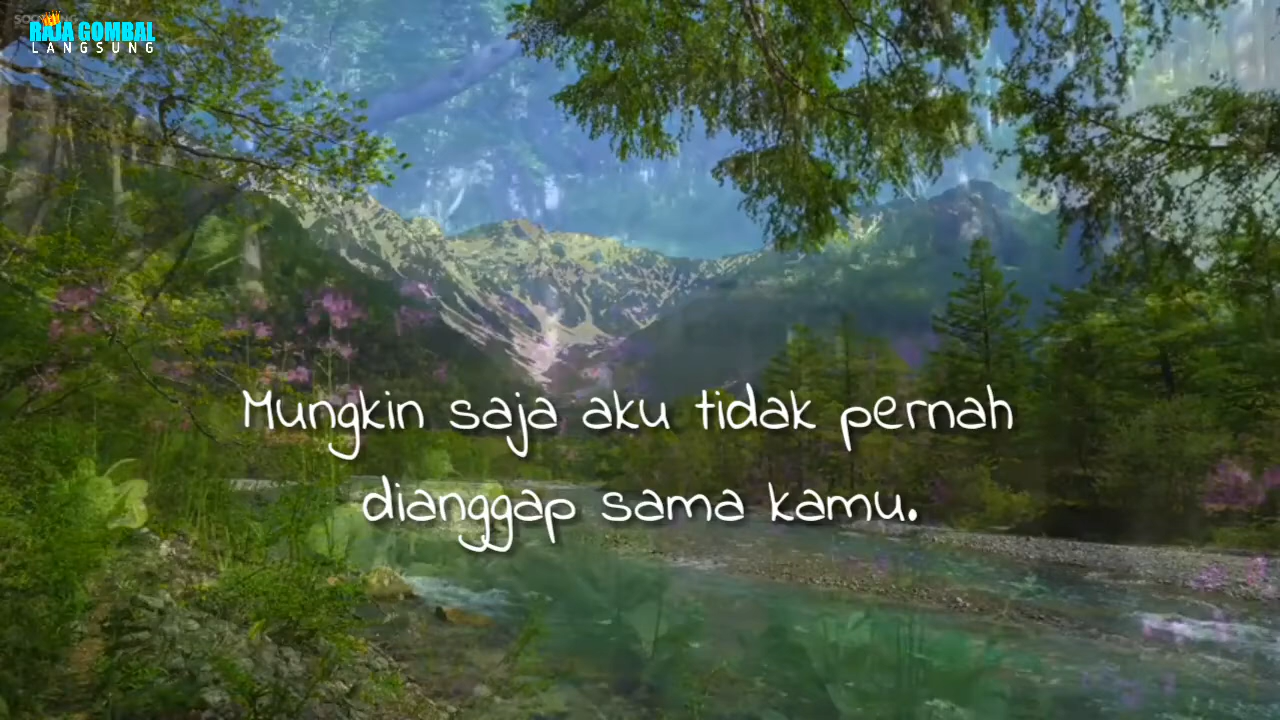 RAJA GOMBAL
LANGSUNG
Mungkin saja aku tidak pernah
dianggap sama kamu.